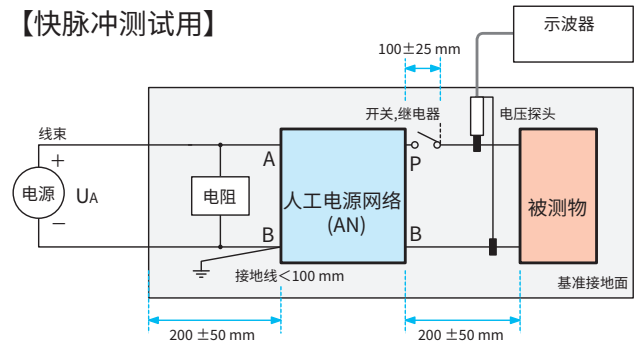 【快脉冲测试用】
示波器
100±25 mm
开关,继电器
电压探头
线束
+
A
P
电源
UA
电阻
人工电源网络
(AN)
被测物
−
B
B
接地线<100 mm
基准接地面
200 ±50 mm
200 ±50 mm